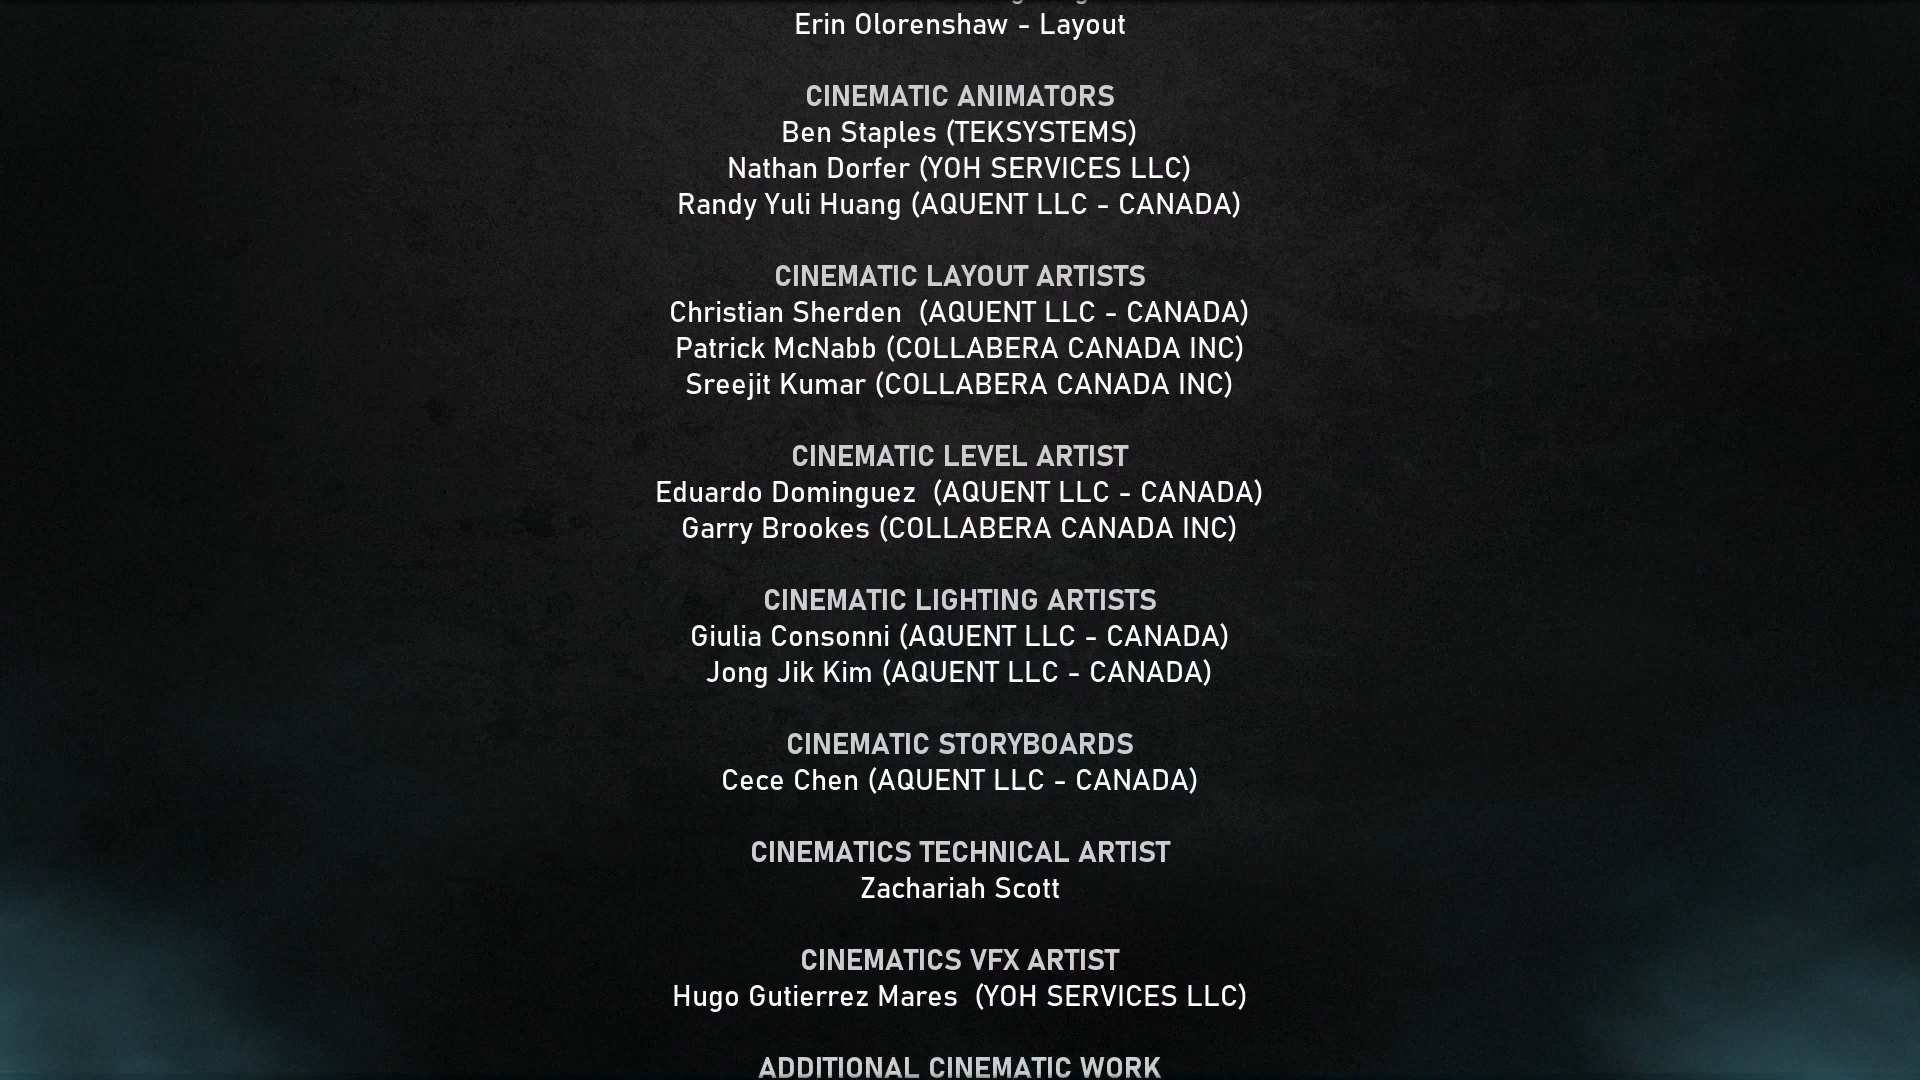 Erin Olorenshaw - Layout
CINEMATIC ANIMATORS
Ben Staples (TEKSYSTEMS)
Nathan Dorfer (YOH SERVICES LLC)
Randy Yuli Huang (AQUENT LLC - CANADA)
CINEMATIC LAYOUT ARTISTS
Christian Sherden  (AQUENT LLC - CANADA)
Patrick McNabb (COLLABERA CANADA INC)
Sreejit Kumar (COLLABERA CANADA INC)
CINEMATIC LEVEL ARTIST
Eduardo Dominguez  (AQUENT LLC - CANADA)
Garry Brookes (COLLABERA CANADA INC)
CINEMATIC LIGHTING ARTISTS
Giulia Consonni (AQUENT LLC - CANADA)
Jong Jik Kim (AQUENT LLC - CANADA)
CINEMATIC STORYBOARDS
Cece Chen (AQUENT LLC - CANADA)
CINEMATICS TECHNICAL ARTIST
Zachariah Scott
CINEMATICS VFX ARTIST
Hugo Gutierrez Mares  (YOH SERVICES LLC)
ADDITIONAL CINEMATIC WORK